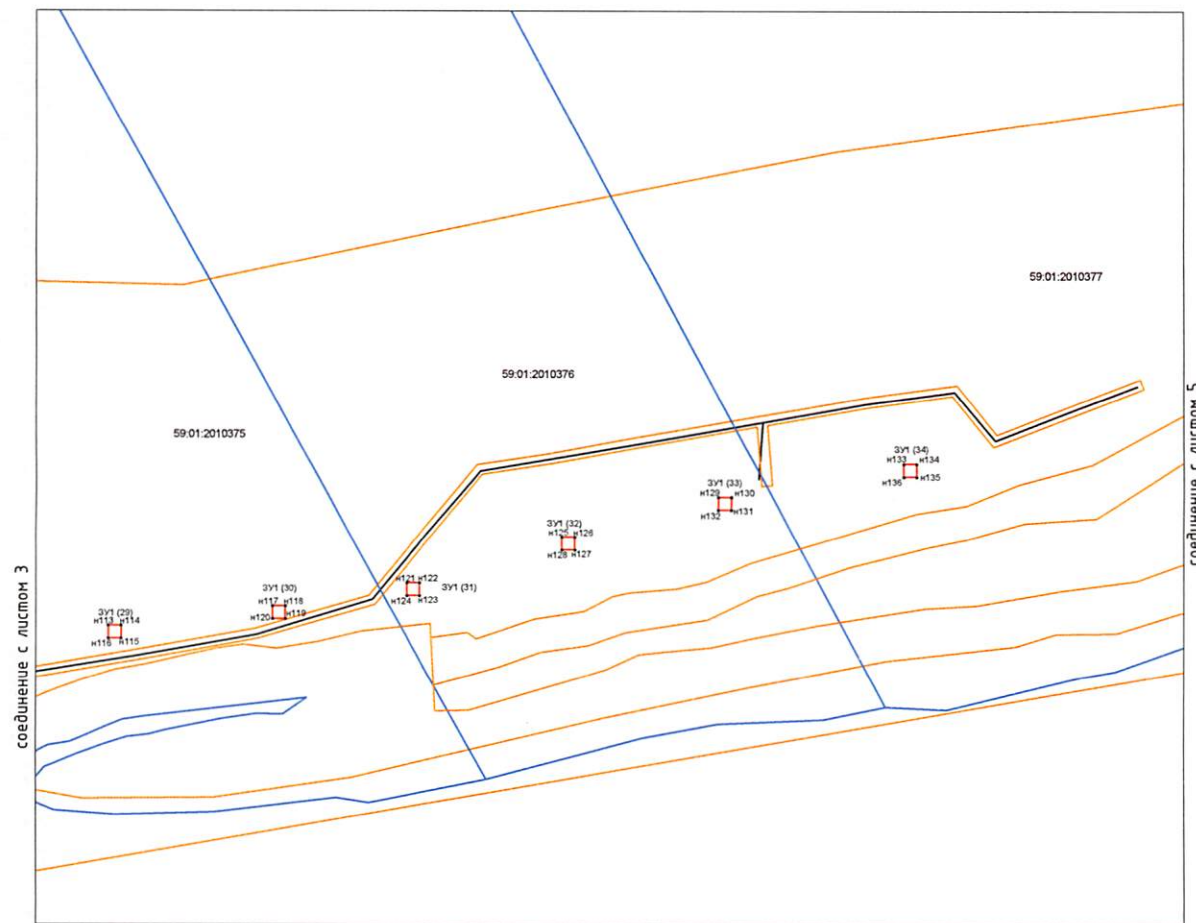 59:01:2010377
59:01:2010376
59:01:2010375
ЗУ1 (34)
н133 н134
н136 н135
ЗУ1 (33)
н129 н130
н132 н131
ЗУ1 (32)
н125 н126
н128 н127
н121 н122
ЗУ1 (31)
н124 н123
ЗУ1 (30)
н117 н118
н120 н119
ЗУ1 (29)
н113 н114
н116 н115
соединение с листом 3
соединение с листом 5